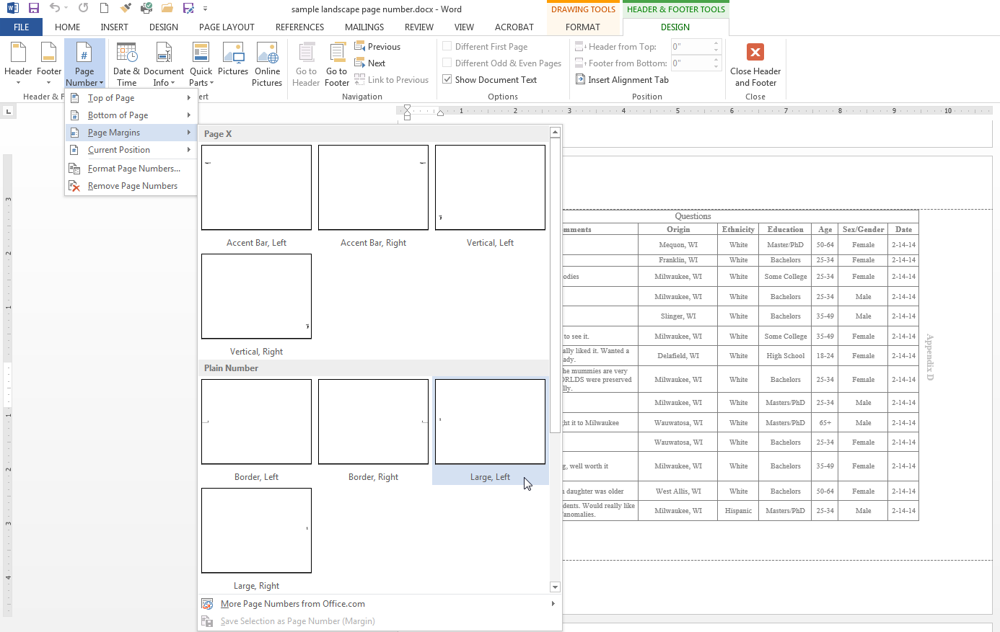 sample landscape page number.docx - Word
DRAWING TOOLS
HEADER & FOOTER TOOLS
FILE
HOME
INSERT
DESIGN
PAGE LAYOUT
REFERENCES
MAILINGS
REVIEW
VIEW
ACROBAT
FORMAT
DESIGN
Header
Footer
Page Number
Date & Time
Document Info
Quick Parts
Pictures
Online Pictures
Go to Header
Go to Footer
Previous
Next
Link to Previous
Different First Page
Different Odd & Even Pages
Show Document Text
Header from Top: 0"
Footer from Bottom: 0"
Insert Alignment Tab
Close Header and Footer
Header & F
ert
Navigation
Options
Position
Close
Top of Page
Bottom of Page
Page Margins
Current Position
Format Page Numbers...
Remove Page Numbers
1 2 3 4 5 6 7 8 9 10
3
2
1
1
2
3
4
Page X
Accent Bar, Left
Accent Bar, Right
Vertical, Left
Vertical, Right
Plain Number
Border, Left
Border, Right
Large, Left
Large, Right
More Page Numbers from Office.com
Save Selection as Page Number (Margin)
Questions
mments Origin Ethnicity Education Age Sex/Gender Date
Mequon, WI White Master/PhD 50-64 Female 2-14-14
Franklin, WI White Bachelors 25-34 Female 2-14-14
odies Milwaukee, WI White Some College 25-34 Female 2-14-14
Milwaukee, WI White Bachelors 25-34 Male 2-14-14
Slinger, WI White Bachelors 35-49 Male 2-14-14
to see it. Milwaukee, WI White Some College 35-49 Female 2-14-14
ally liked it. Wanted a
ady. Delafield, WI White High School 18-24 Female 2-14-14
he mummies are very
ORLDS were preserved
lly. Milwaukee, WI White Bachelors 25-34 Female 2-14-14
Milwaukee, WI White Masters/PhD 25-34 Male 2-14-14
ht it to Milwaukee Wauwatosa, WI White Masters/PhD 65+ Male 2-14-14
Wauwatosa, WI White Bachelors 25-34 Female 2-14-14
g, well worth it Milwaukee, WI White Bachelors 35-49 Female 2-14-14
daughter was older West Allis, WI White Bachelors 50-64 Female 2-14-14
dents. Would really like
anomalies. Milwaukee, WI Hispanic Masters/PhD 25-34 Male 2-14-14
Appendix D